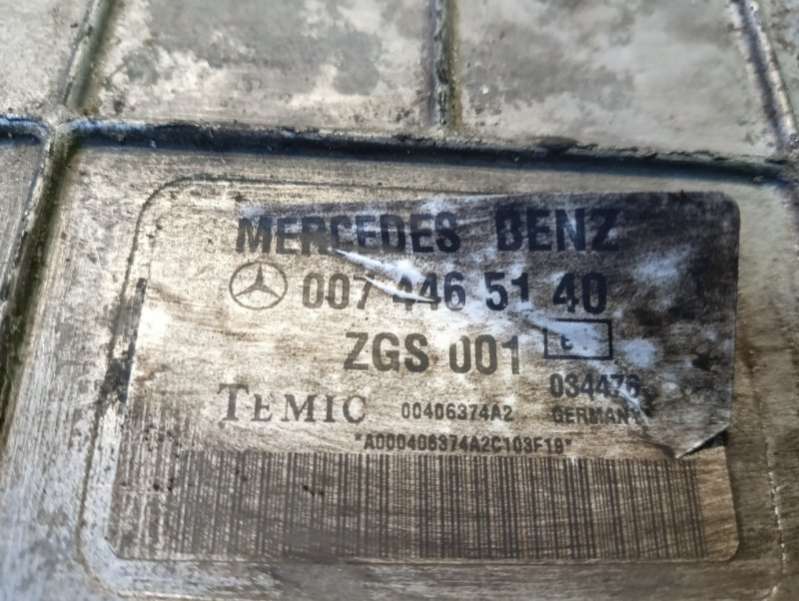 MERCEDES BENZ
007 446 51 40
ZGS 001
034476
TEMIC 00406374A2 GERMANY
*A000406374A2C103F19*